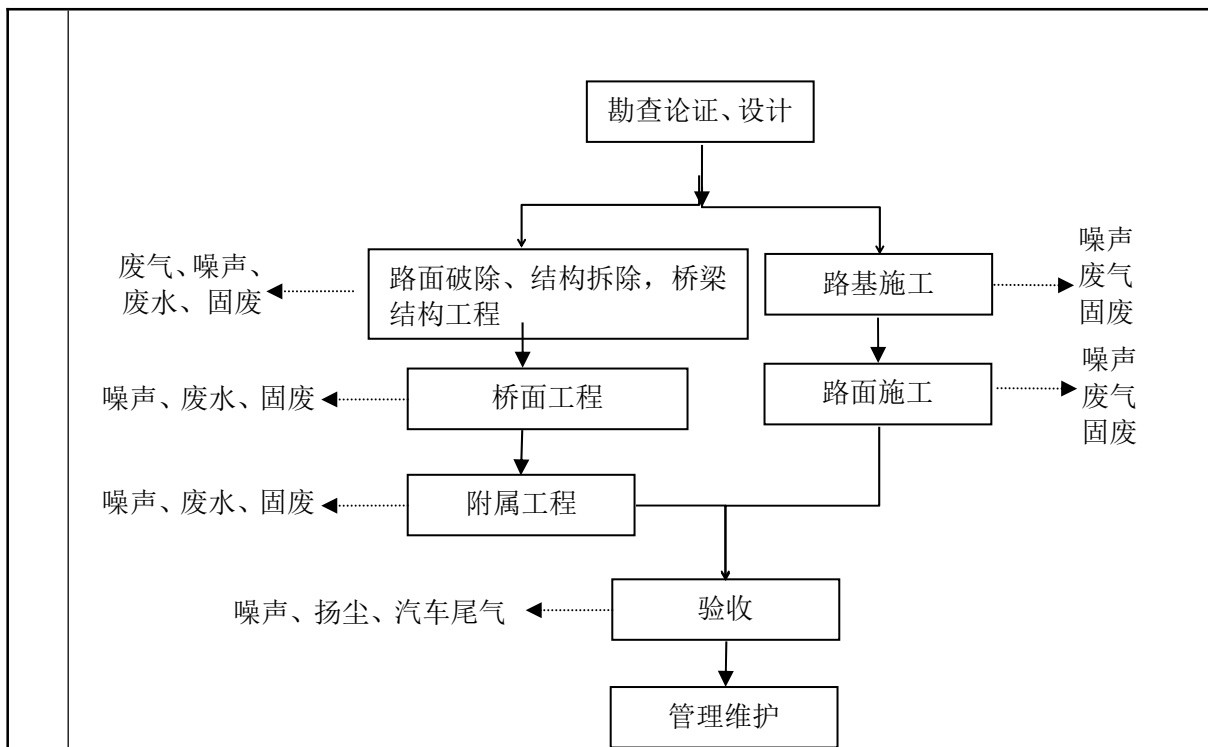 勘查论证、设计
废气、噪声、
废水、固废
路面破除、结构拆除，桥梁
结构工程
路基施工
噪声
废气
固废
噪声、废水、固废
桥面工程
路面施工
噪声
废气
固废
噪声、废水、固废
附属工程
噪声、扬尘、汽车尾气
验收
管理维护